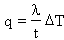 q = λ/t ΔT